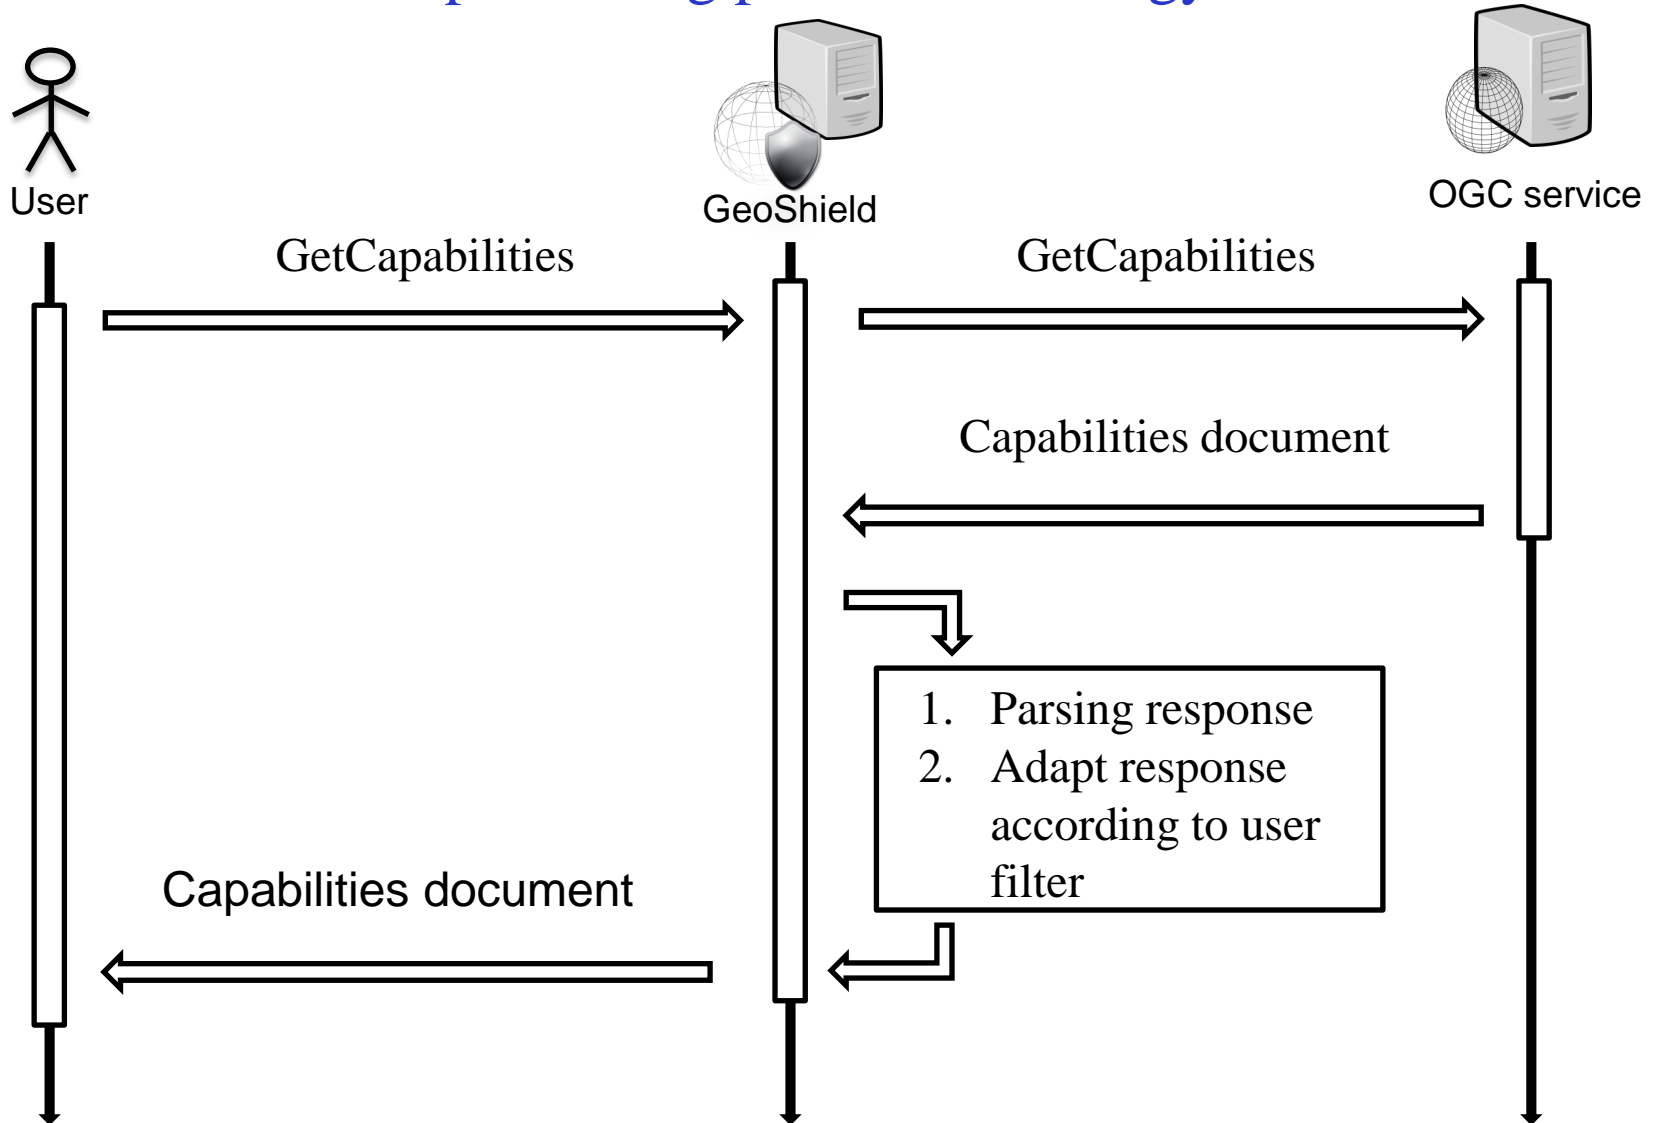 User
GeoShield
OGC service
GetCapabilities
GetCapabilities
Capabilities document
1. Parsing response
2. Adapt response
according to user
filter
Capabilities document